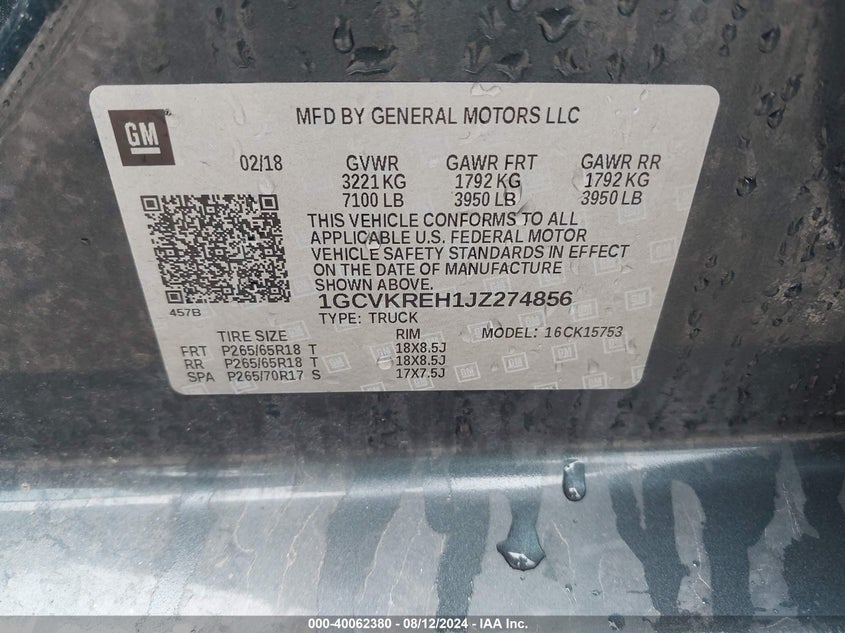 GM
MFD BY GENERAL MOTORS LLC
02/18 GVWR GAWR FRT GAWR RR
3221 KG 1792 KG 1792 KG
7100 LB 3950 LB 3950 LB
THIS VEHICLE CONFORMS TO ALL
APPLICABLE U.S. FEDERAL MOTOR
VEHICLE SAFETY STANDARDS IN EFFECT
ON THE DATE OF MANUFACTURE
SHOWN ABOVE.
457B
1GCVKREH1JZ274856
TYPE: TRUCK
TIRE SIZE RIM MODEL: 16CK15753
FRT P265/65R18 T 18X8.5J
RR P265/65R18 T 18X8.5J
SPA P265/70R17 S 17X7.5J
000-40062380 - 08/12/2024 - IAA Inc.